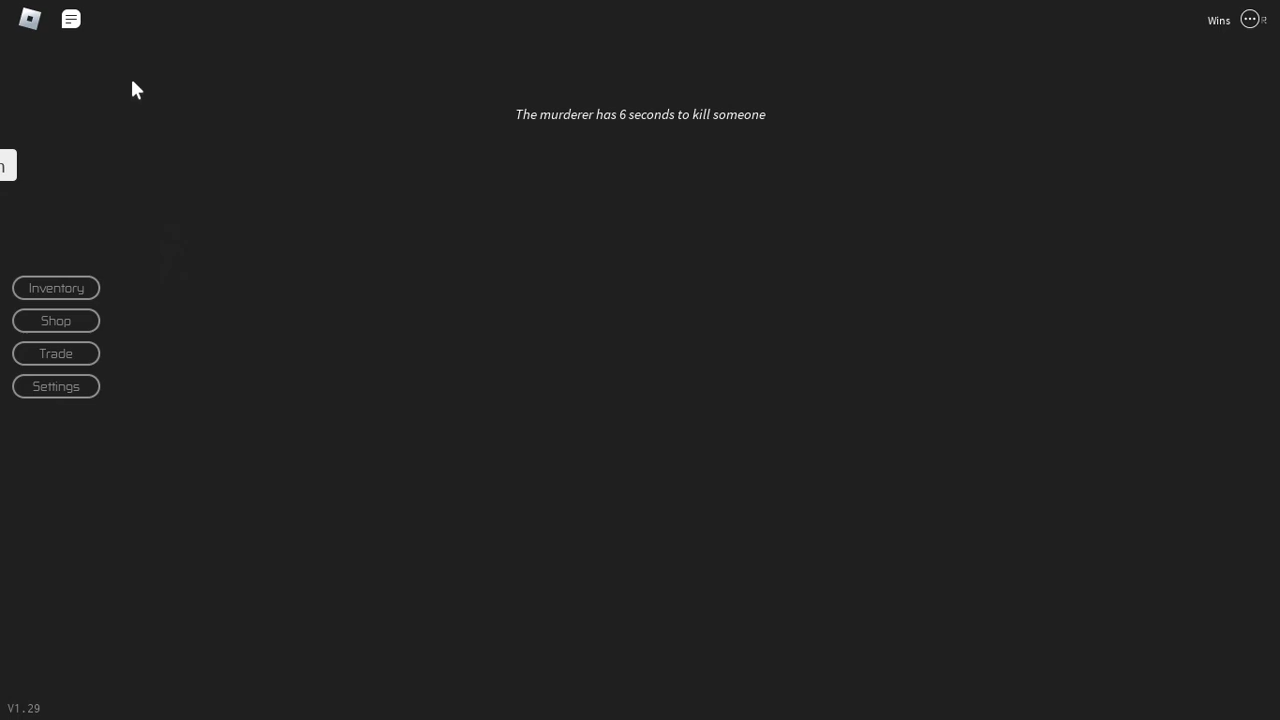 Wins
The murderer has 6 seconds to kill someone
Inventory
Shop
Trade
Settings
V1.29